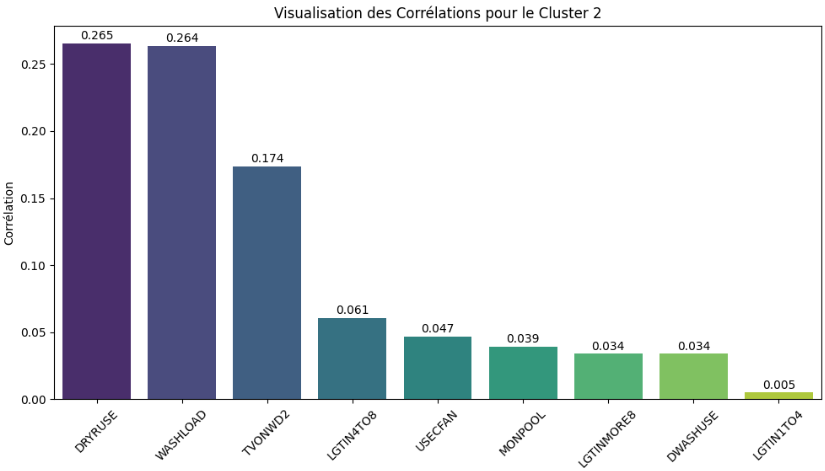 Visualisation des Corrélations pour le Cluster 2
Corrélation
0.25
0.20
0.15
0.10
0.05
0.00
0.265
0.264
0.174
0.061
0.047
0.039
0.034
0.034
0.005
DRYRUSE
WASHLOAD
TVONWD2
LGTIN4TO8
USECFAN
MONPOOL
LGTINMORE8
DWASHUSE
LGTIN1TO4